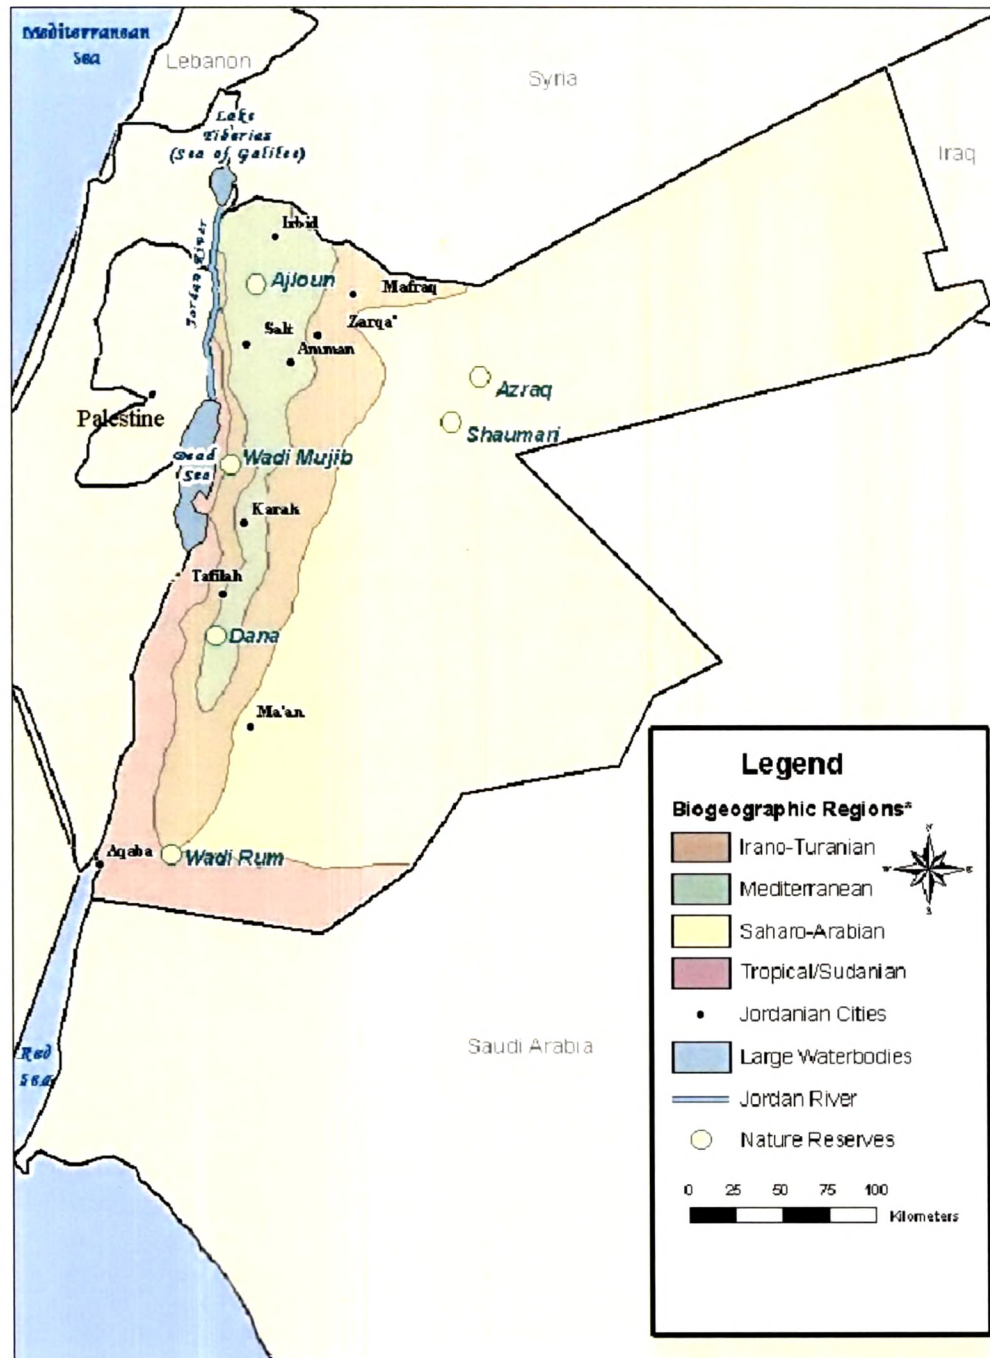 Mediterranean
Sea
Lebanon
Syria
Lake
Tiberias
(Sea of Galilee)
Iraq
Jordan River
Irbid
Ajloun
Mafraq
Zarqa'
Salt
Amman
Azraq
Palestine
Shaumari
Dead
Sea
Wadi Mujib
Karak
Tafilah
Dana
Ma'an
Aqaba
Wadi Rum
Red
Sea
Saudi Arabia
Legend
Biogeographic Regions*
Irano-Turanian
Mediterranean
Saharo-Arabian
Tropical/Sudanian
Jordanian Cities
Large Waterbodies
Jordan River
Nature Reserves
N
W
E
S
0 25 50 75 100
Kilometers